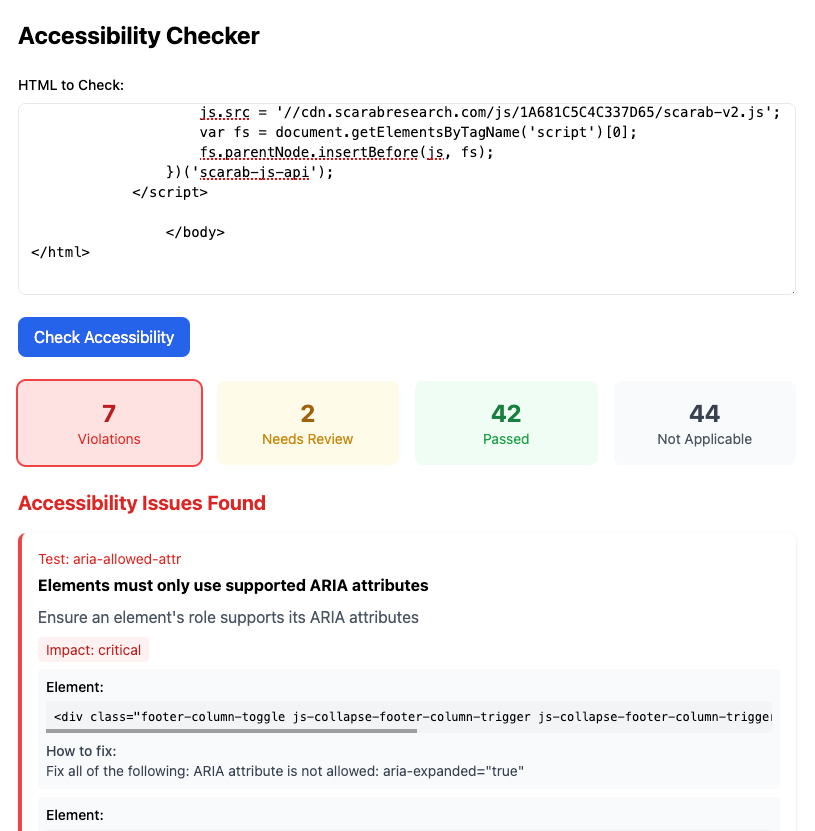 Accessibility Checker
HTML to Check:
js.src = '//cdn.scarabresearch.com/js/1A681C5C4C337D65/scarab-v2.js';
var fs = document.getElementsByTagName('script')[0];
fs.parentNode.insertBefore(js, fs);
})('scarab-js-api');
</script>
</body>
</html>
Check Accessibility
7
Violations
2
Needs Review
42
Passed
44
Not Applicable
Accessibility Issues Found
Test: aria-allowed-attr
Elements must only use supported ARIA attributes
Ensure an element's role supports its ARIA attributes
Impact: critical
Element:
<div class="footer-column-toggle js-collapse-footer-column-trigger js-collapse-footer-column-trigger
How to fix:
Fix all of the following: ARIA attribute is not allowed: aria-expanded="true"
Element: